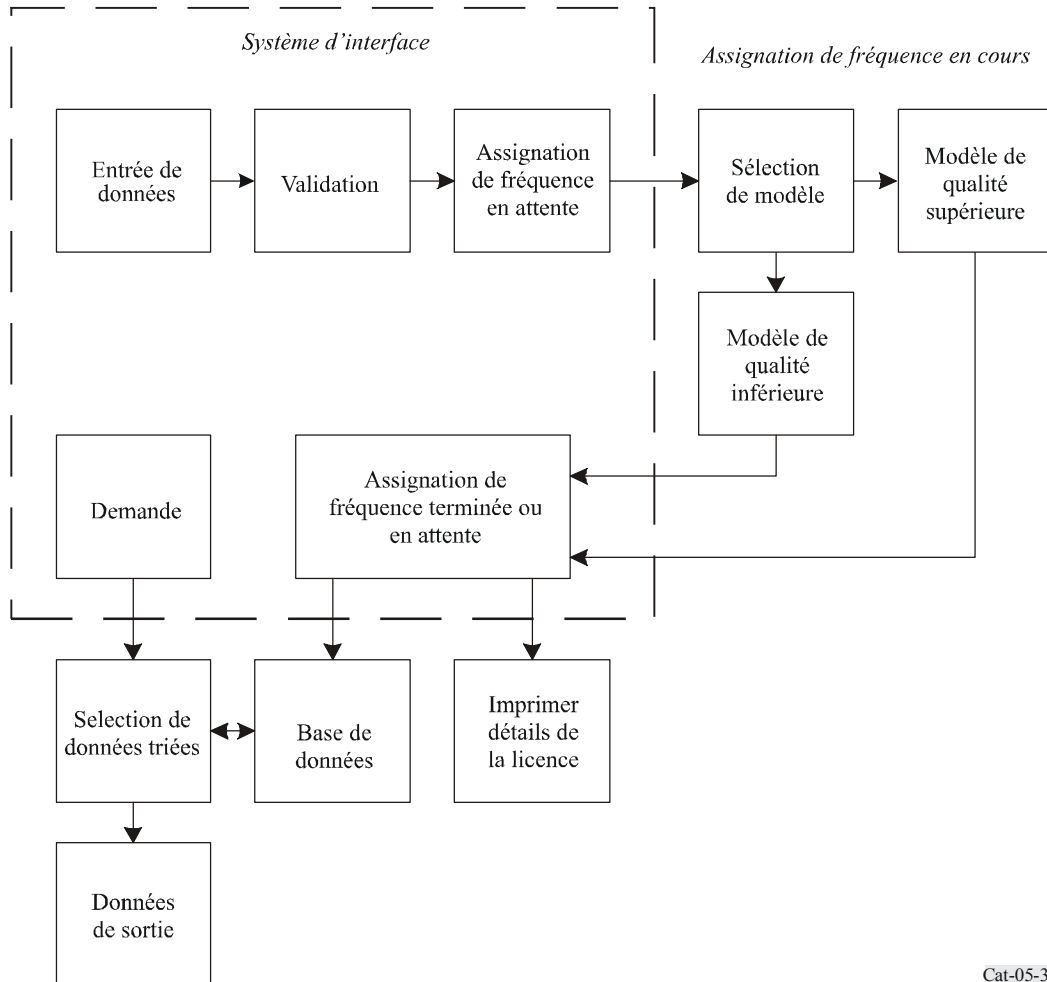 Système d’interface
Assignation de fréquence en cours
Entrée de
données
Validation
Assignation
de fréquence
en attente
Sélection
de modèle
Modèle de
qualité
supérieure
Modèle de
qualité
inférieure
Demande
Assignation de
fréquence terminée ou
en attente
Selection de
données triées
Base de
données
Imprimer
détails de
la licence
Données
de sortie
Cat-05-3